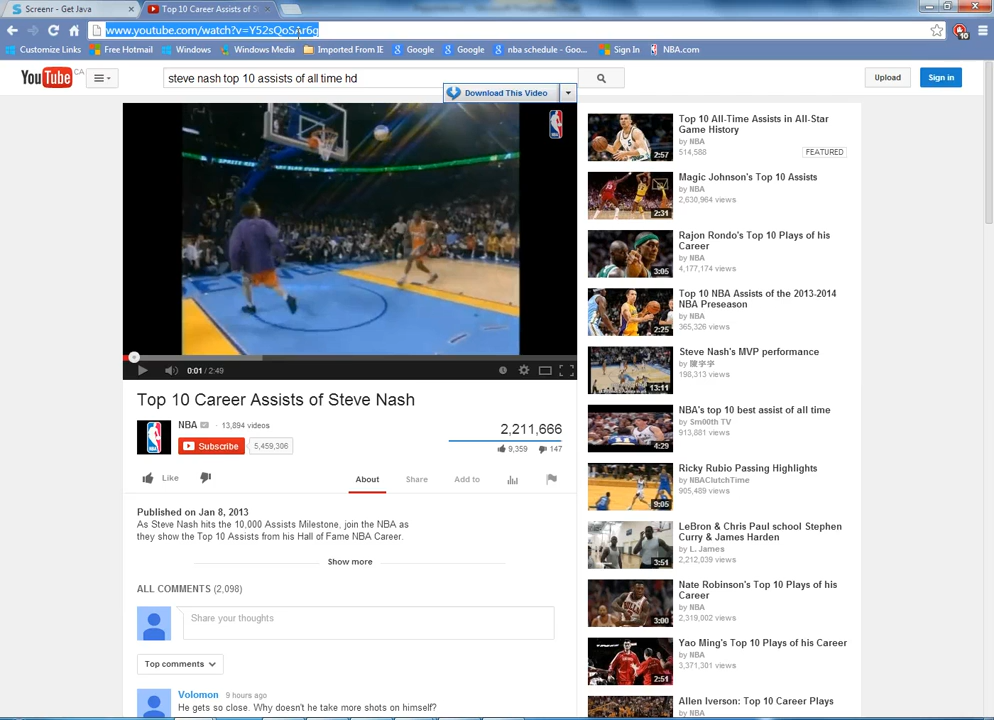 Screenr - Get Java
Top 10 Career Assists of S
www.youtube.com/watch?v=Y52sQoSAr6g
10
Customize Links Free Hotmail Windows Windows Media Imported From IE Google Google nba schedule - Goo... Sign In NBA.com
YouTube CA
steve nash top 10 assists of all time hd
Upload
Sign in
Download This Video
0:01 / 2:49
Top 10 Career Assists of Steve Nash
NBA · 13,894 videos
Subscribe 5,459,306
2,211,666
9,359 147
Like
About Share Add to
Published on Jan 8, 2013
As Steve Nash hits the 10,000 Assists Milestone, join the NBA as
they show the Top 10 Assists from his Hall of Fame NBA Career.
Show more
ALL COMMENTS (2,098)
Share your thoughts
Top comments
Volomon 9 hours ago
He gets so close. Why doesn't he take more shots on himself?
2:57
Top 10 All-Time Assists in All-Star
Game History
by NBA
514,588
FEATURED
2:31
Magic Johnson's Top 10 Assists
by NBA
2,630,964 views
3:05
Rajon Rondo's Top 10 Plays of his
Career
by NBA
4,177,174 views
2:25
Top 10 NBA Assists of the 2013-2014
NBA Preseason
by NBA
365,326 views
13:11
Steve Nash's MVP performance
by 陳宇宇
198,313 views
4:29
NBA's top 10 best assist of all time
by Sm00th TV
913,881 views
9:05
Ricky Rubio Passing Highlights
by NBAClutchTime
905,489 views
3:51
LeBron & Chris Paul school Stephen
Curry & James Harden
by L. James
2,212,039 views
3:00
Nate Robinson's Top 10 Plays of his
Career
by NBA
2,319,002 views
2:51
Yao Ming's Top 10 Plays of his Career
by NBA
3,371,301 views
Allen Iverson: Top 10 Career Plays